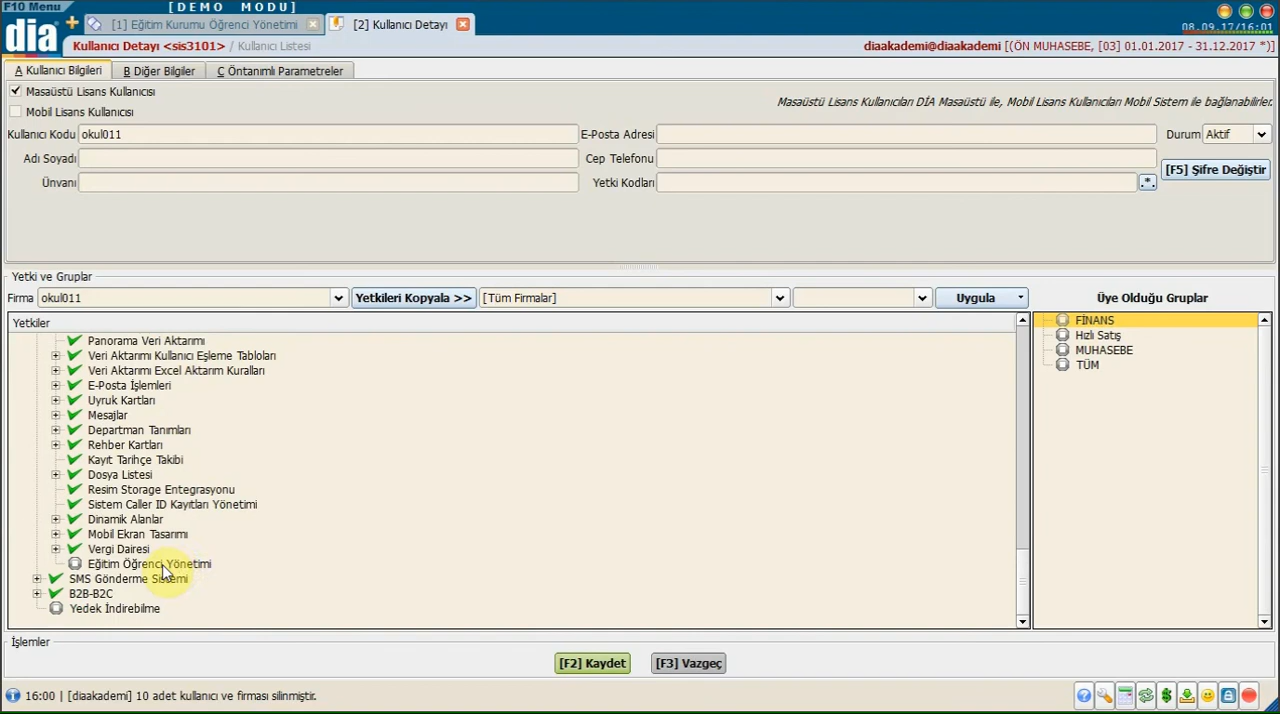 F10 Menu
[DEMO MODU]
dia
[1] Eğitim Kurumu Öğrenci Yönetimi
[2] Kullanıcı Detayı
08.09.17/16:01
Kullanıcı Detayı <sis3101> / Kullanıcı Listesi
diaakademi@diaakademi [(ÖN MUHASEBE, [03] 01.01.2017 - 31.12.2017 *)]
A Kullanıcı Bilgileri
B Diğer Bilgiler
C Öntanımlı Parametreler
Masaüstü Lisans Kullanıcısı
Masaüstü Lisans Kullanıcıları DİA Masaüstü ile, Mobil Lisans Kullanıcıları Mobil Sistem ile bağlanabilirler.
Mobil Lisans Kullanıcısı
Kullanıcı Kodu okul011
E-Posta Adresi
Durum Aktif
Adı Soyadı
Cep Telefonu
[F5] Şifre Değiştir
Ünvanı
Yetki Kodları
.*.
Yetki ve Gruplar
Firma okul011
Yetkileri Kopyala >>
[Tüm Firmalar]
Uygula
Üye Olduğu Gruplar
Yetkiler
FİNANS
Hızlı Satış
MUHASEBE
TÜM
Panorama Veri Aktarımı
Veri Aktarımı Kullanıcı Eşleme Tabloları
Veri Aktarımı Excel Aktarım Kuralları
E-Posta İşlemleri
Uyruk Kartları
Mesajlar
Departman Tanımları
Rehber Kartları
Kayıt Tarihçe Takibi
Dosya Listesi
Resim Storage Entegrasyonu
Sistem Caller ID Kayıtları Yönetimi
Dinamik Alanlar
Mobil Ekran Tasarımı
Vergi Dairesi
Eğitim Öğrenci Yönetimi
SMS Gönderme Sistemi
B2B-B2C
Yedek İndirebilme
İşlemler
[F2] Kaydet
[F3] Vazgeç
16:00 | [diaakademi] 10 adet kullanıcı ve firması silinmiştir.